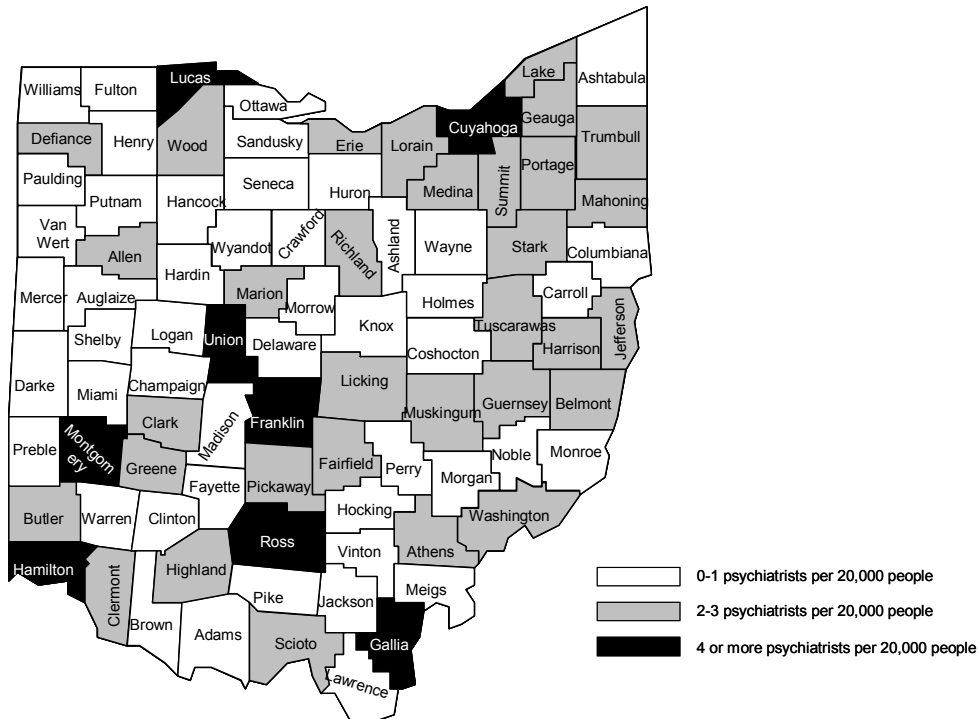 Lake
Ashtabula
Lucas
Williams
Fulton
Ottawa
Geauga
Cuyahoga
Defiance
Henry
Wood
Sandusky
Erie
Lorain
Trumbull
Portage
Paulding
Seneca
Huron
Medina
Summit
Putnam
Hancock
Mahoning
Van
Wert
Allen
Wyandot
Crawford
Richland
Ashland
Wayne
Stark
Columbiana
Mercer
Auglaize
Hardin
Marion
Morrow
Holmes
Carroll
Knox
Tuscarawas
Jefferson
Shelby
Logan
Union
Delaware
Coshocton
Harrison
Darke
Miami
Champaign
Licking
Muskingum
Guernsey
Belmont
Clark
Madison
Franklin
Preble
Montgom
ery
Greene
Fairfield
Perry
Noble
Monroe
Morgan
Fayette
Pickaway
Butler
Warren
Clinton
Hocking
Washington
Ross
Vinton
Athens
Hamilton
Clermont
Highland
Meigs
Pike
Jackson
Brown
Adams
Scioto
Gallia
Lawrence
0-1 psychiatrists per 20,000 people
2-3 psychiatrists per 20,000 people
4 or more psychiatrists per 20,000 people